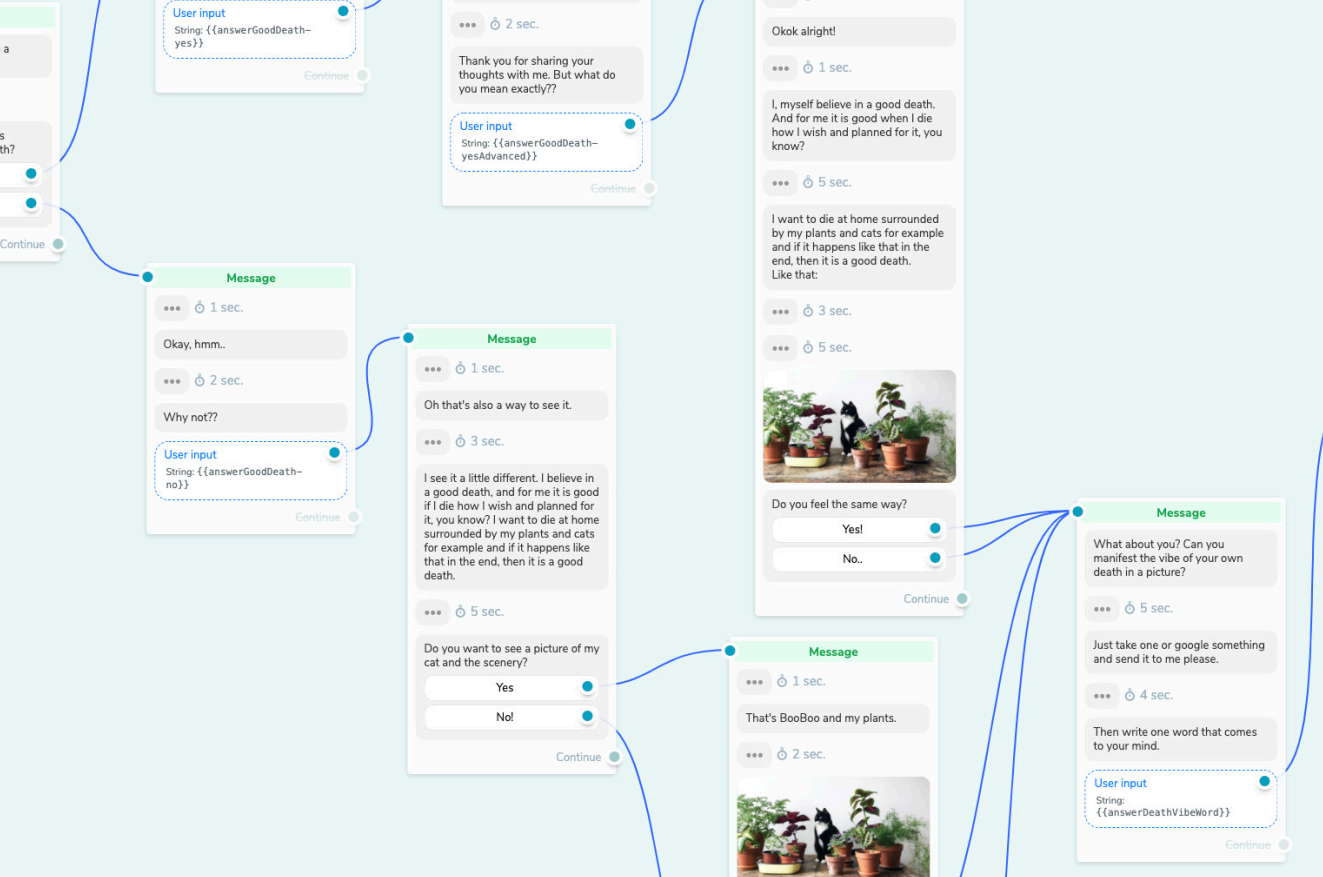 a
s
th?
Continue
User input
String: {{answerGoodDeath-
yes}}
Continue
2 sec.
Thank you for sharing your
thoughts with me. But what do
you mean exactly??
User input
String: {{answerGoodDeath-
yesAdvanced}}
Continue
Okok alright!
1 sec.
I, myself believe in a good death.
And for me it is good when I die
how I wish and planned for it, you
know?
5 sec.
I want to die at home surrounded
by my plants and cats for example
and if it happens like that in the
end, then it is a good death.
Like that:
3 sec.
5 sec.
Do you feel the same way?
Yes!
No..
Continue
Message
1 sec.
Okay, hmm..
2 sec.
Why not??
User input
String: {{answerGoodDeath-
no}}
Continue
Message
1 sec.
Oh that's also a way to see it.
3 sec.
I see it a little different. I believe in
a good death, and for me it is good
if I die how I wish and planned for
it, you know? I want to die at home
surrounded by my plants and cats
for example and if it happens like
that in the end, then it is a good
death.
5 sec.
Do you want to see a picture of my
cat and the scenery?
Yes
No!
Continue
Message
1 sec.
That's BooBoo and my plants.
2 sec.
Message
What about you? Can you
manifest the vibe of your own
death in a picture?
5 sec.
Just take one or google something
and send it to me please.
4 sec.
Then write one word that comes
to your mind.
User input
String:
{{answerDeathVibeWord}}
Continue